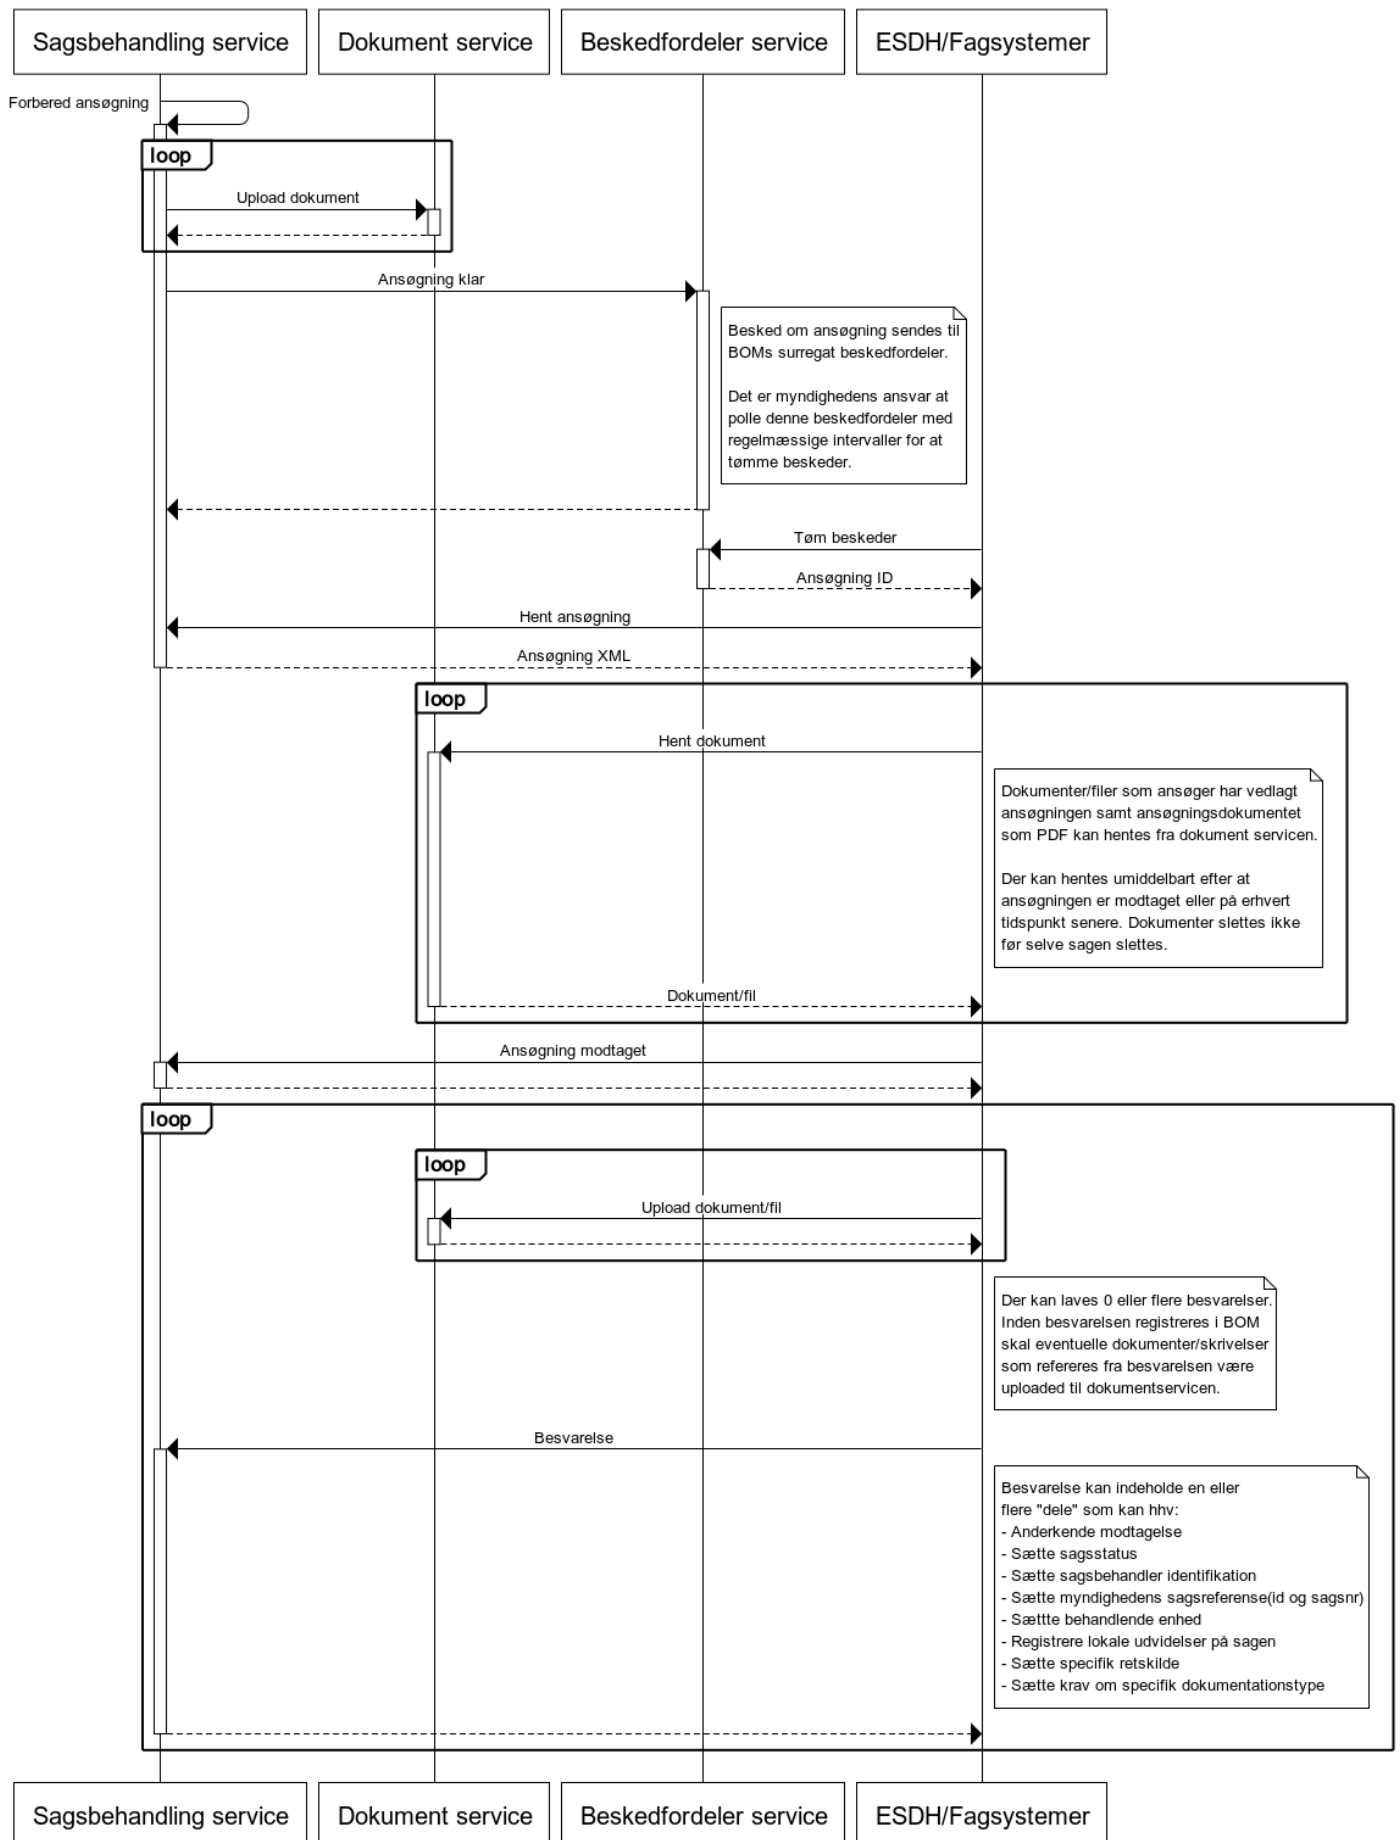 Sagsbehandling service
Dokument service
Beskedfordeler service
ESDH/Fagsystemer
Forbered ansøgning
loop
Upload dokument
Ansøgning klar
Besked om ansøgning sendes til
BOMs surregat beskedfordeler.
Det er myndighedens ansvar at
polle denne beskedfordeler med
regelmæssige intervaller for at
tømme beskeder.
Tøm beskeder
Ansøgning ID
Hent ansøgning
Ansøgning XML
loop
Hent dokument
Dokumenter/filer som ansøger har vedlagt
ansøgningen samt ansøgningsdokumentet
som PDF kan hentes fra dokument servicen.
Der kan hentes umiddelbart efter at
ansøgningen er modtaget eller på erhvert
tidspunkt senere. Dokumenter slettes ikke
før selve sagen slettes.
Dokument/fil
Ansøgning modtaget
loop
loop
Upload dokument/fil
Der kan laves 0 eller flere besvarelser.
Inden besvarelsen registreres i BOM
skal eventuelle dokumenter/skrivelser
som refereres fra besvarelsen være
uploaded til dokumentservicen.
Besvarelse
Besvarelse kan indeholde en eller
flere "dele" som kan hhv:
- Anderkende modtagelse
- Sætte sagsstatus
- Sætte sagsbehandler identifikation
- Sætte myndighedens sagsreferense(id og sagsnr)
- Sættte behandlende enhed
- Registrere lokale udvidelser på sagen
- Sætte specifik retskilde
- Sætte krav om specifik dokumentationstype
Sagsbehandling service
Dokument service
Beskedfordeler service
ESDH/Fagsystemer